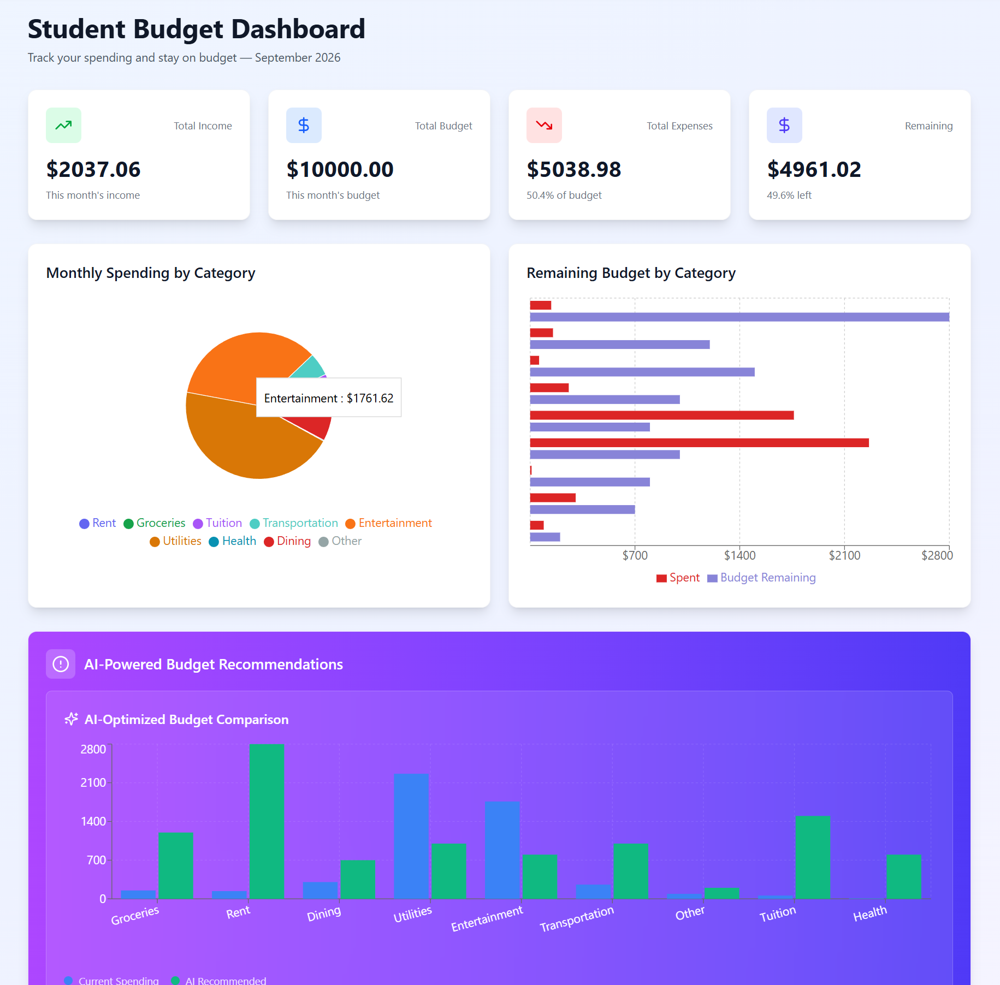 Student Budget Dashboard
Track your spending and stay on budget — September 2026
Total Income
$2037.06
This month's income
Total Budget
$10000.00
This month's budget
Total Expenses
$5038.98
50.4% of budget
Remaining
$4961.02
49.6% left
Monthly Spending by Category
Entertainment : $1761.62
Rent Groceries Tuition Transportation Entertainment
Utilities Health Dining Other
Remaining Budget by Category
$700 $1400 $2100 $2800
Spent Budget Remaining
AI-Powered Budget Recommendations
AI-Optimized Budget Comparison
2800
2100
1400
700
0
Groceries Rent Dining Utilities Entertainment Transportation Other Tuition Health
Current Spending AI Recommended